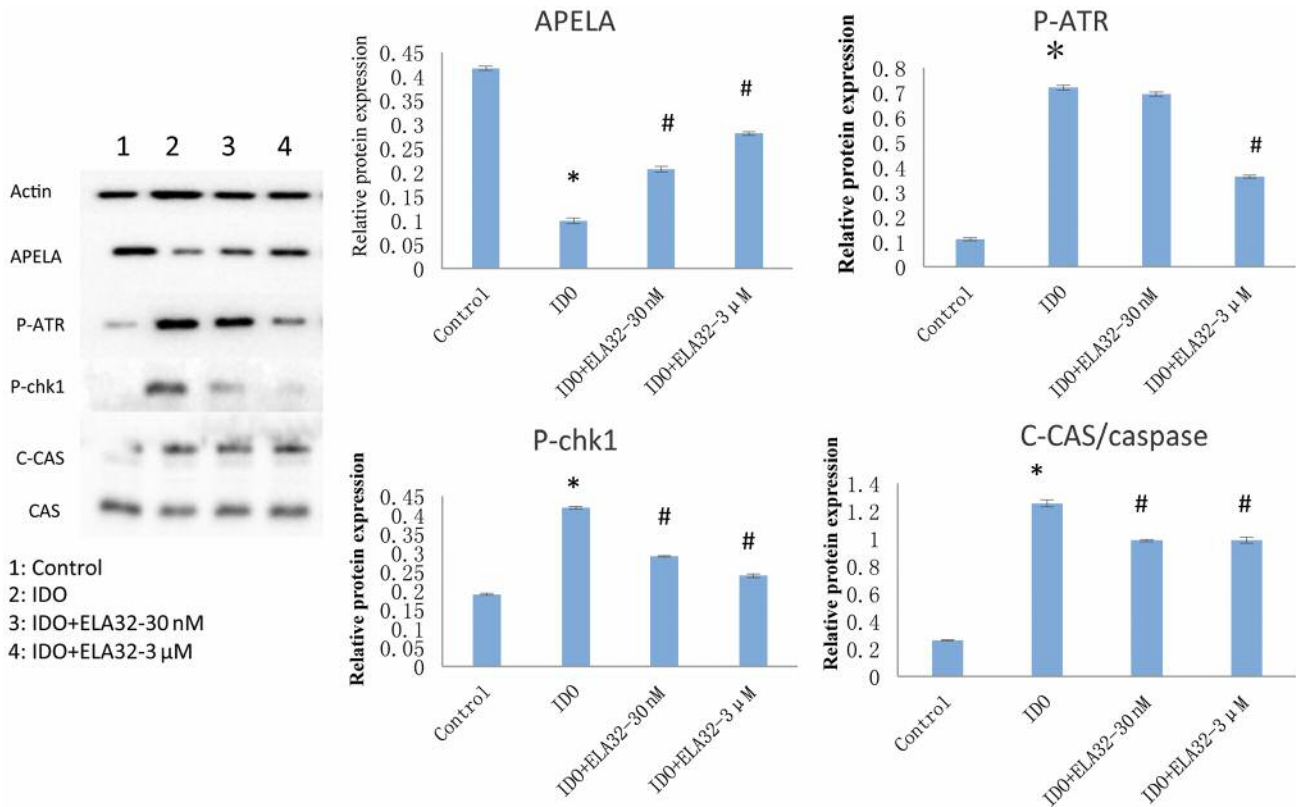 1 2 3 4
Actin
APELA
P-ATR
P-chk1
C-CAS
CAS
1: Control
2: IDO
3: IDO+ELA32-30 nM
4: IDO+ELA32-3 μM
APELA
Relative protein expression
0.45
0.4
0.35
0.3
0.25
0.2
0.15
0.1
0.05
0
*
#
#
Control
IDO
IDO+ELA32-30 nM
IDO+ELA32-3 μM
P-ATR
Relative protein expression
0.8
0.7
0.6
0.5
0.4
0.3
0.2
0.1
0
*
#
Control
IDO
IDO+ELA32-30 nM
IDO+ELA32-3 μM
P-chk1
Relative protein expression
0.45
0.4
0.35
0.3
0.25
0.2
0.15
0.1
0.05
0
*
#
#
Control
IDO
IDO+ELA32-30 nM
IDO+ELA32-3 μM
C-CAS/caspase
Relative protein expression
1.4
1.2
1
0.8
0.6
0.4
0.2
0
*
#
#
Control
IDO
IDO+ELA32-30 nM
IDO+ELA32-3 μM